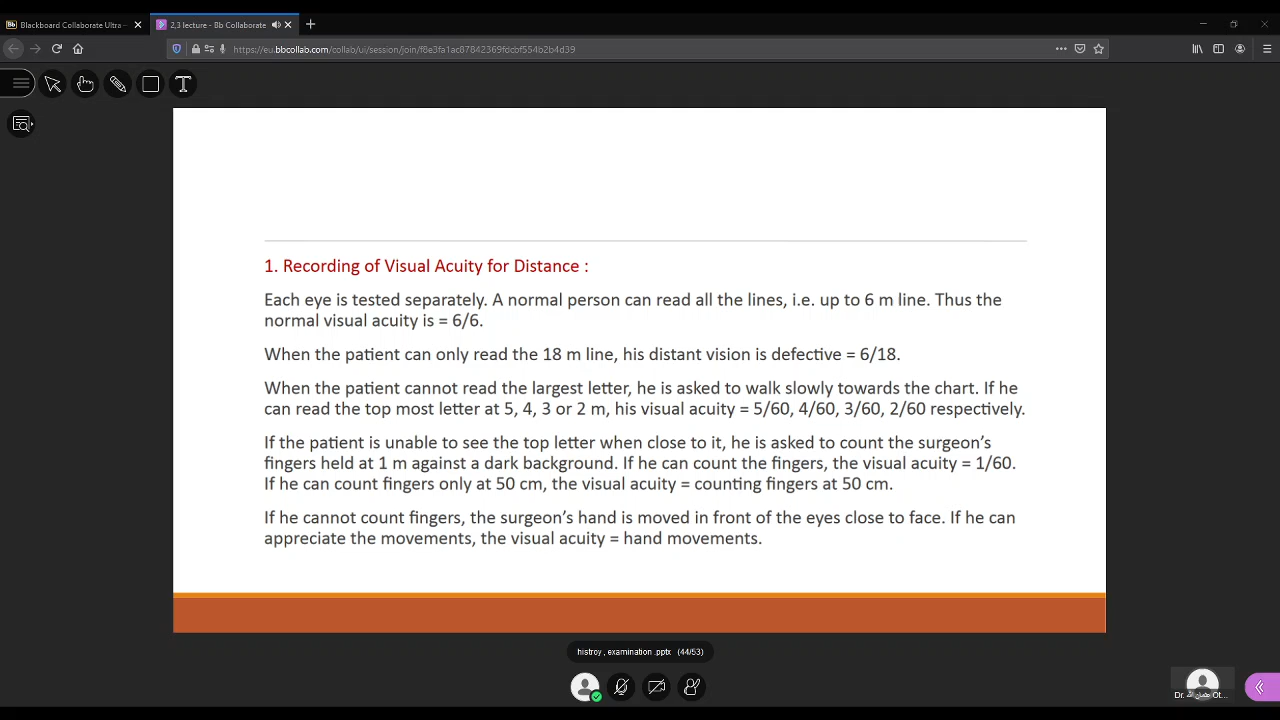 Blackboard Collaborate Ultra –
2,3 lecture - Bb Collaborate
https://eu.bbcollab.com/collab/ui/session/join/f8e3fa1ac87842369fdcbf554b2b4d39
1. Recording of Visual Acuity for Distance :
Each eye is tested separately. A normal person can read all the lines, i.e. up to 6 m line. Thus the
normal visual acuity is = 6/6.
When the patient can only read the 18 m line, his distant vision is defective = 6/18.
When the patient cannot read the largest letter, he is asked to walk slowly towards the chart. If he
can read the top most letter at 5, 4, 3 or 2 m, his visual acuity = 5/60, 4/60, 3/60, 2/60 respectively.
If the patient is unable to see the top letter when close to it, he is asked to count the surgeon's
fingers held at 1 m against a dark background. If he can count the fingers, the visual acuity = 1/60.
If he can count fingers only at 50 cm, the visual acuity = counting fingers at 50 cm.
If he cannot count fingers, the surgeon's hand is moved in front of the eyes close to face. If he can
appreciate the movements, the visual acuity = hand movements.
histroy , examination .pptx (44/53)
Dr. Ot...